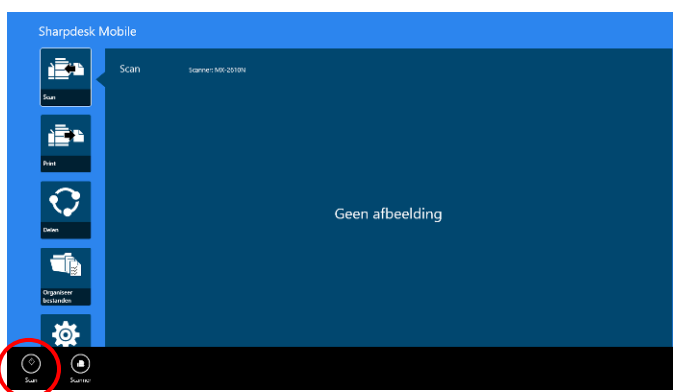 Sharpdesk Mobile
Scan
Scan
Scanner: MX-2610N
Print
Delen
Geen afbeelding
Organiseer
bestanden
Scan
Scanner